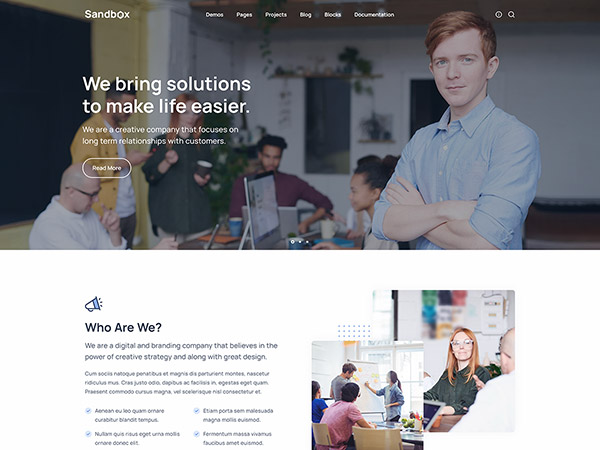 Sandbox
Demos Pages Projects Blog Blocks Documentation
We bring solutions
to make life easier.
We are a creative company that focuses on
long term relationships with customers.
Read More
Who Are We?
We are a digital and branding company that believes in the
power of creative strategy and along with great design.
Cum sociis natoque penatibus et magnis dis parturient montes, nascetur
ridiculus mus. Cras justo odio, dapibus ac facilisis in, egestas eget quam.
Praesent commodo cursus magna, vel scelerisque nisl consectetur et.
Aenean eu leo quam ornare
curabitur blandit tempus.
Etiam porta sem malesuada
magna mollis euismod.
Nullam quis risus eget urna mollis
ornare donec elit.
Fermentum massa vivamus
faucibus amet euismod.